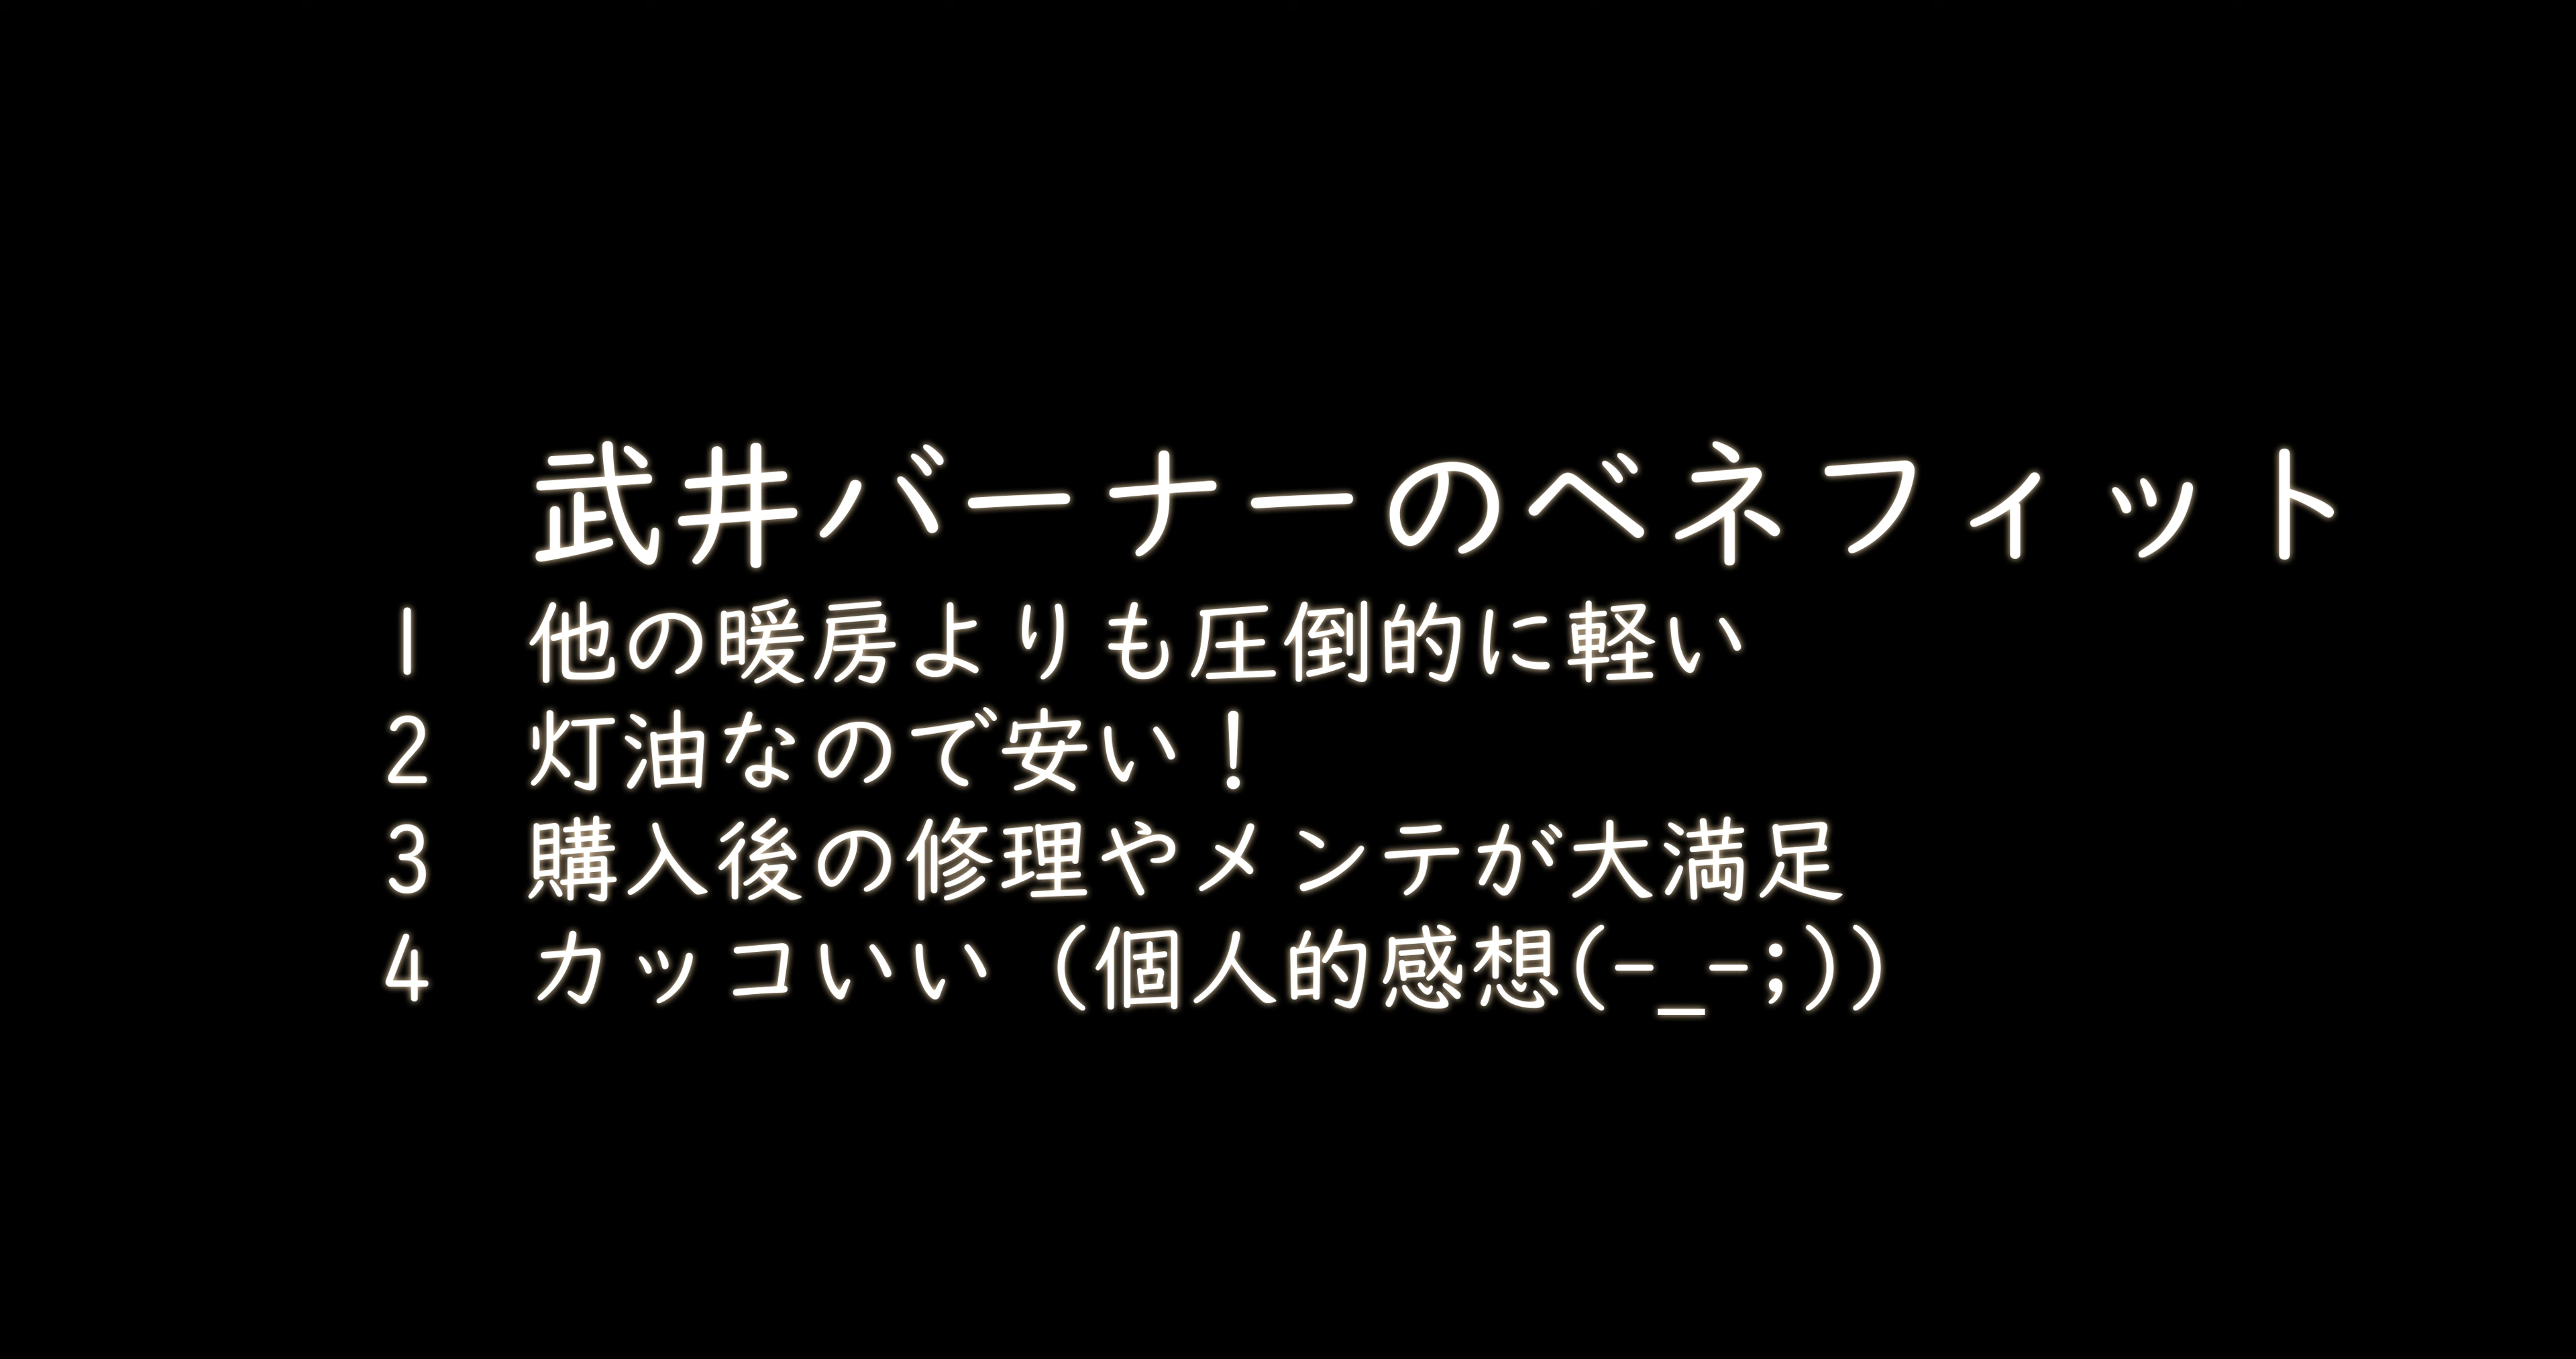 武井バーナーのベネフィット
1 他の暖房よりも圧倒的に軽い
2 灯油なので安い！
3 購入後の修理やメンテが大満足
4 カッコいい（個人的感想(-_-;)）